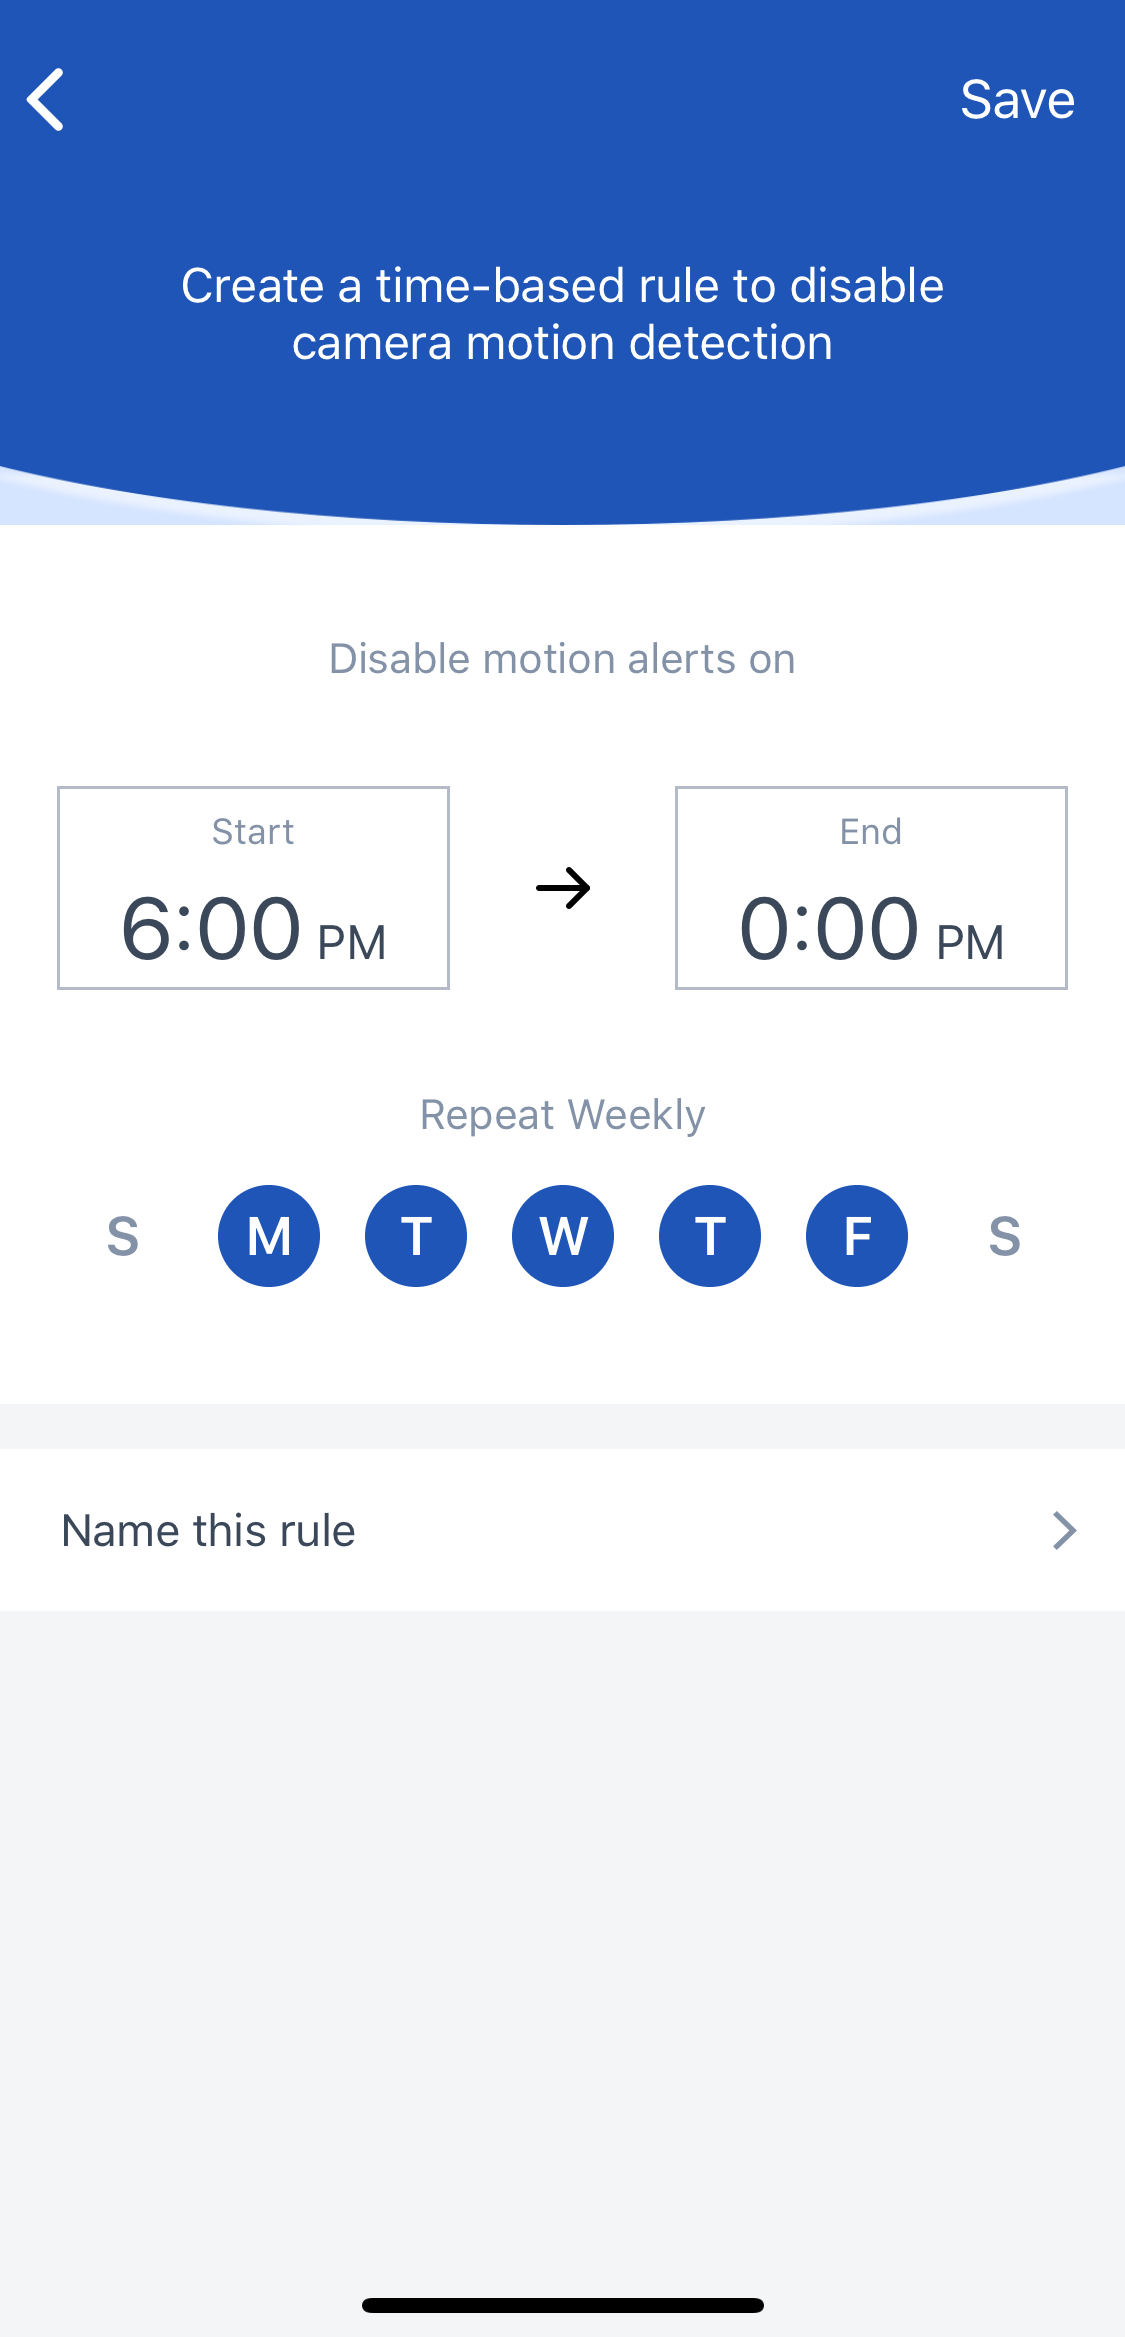 Save
Create a time-based rule to disable
camera motion detection
Disable motion alerts on
Start
6:00 PM
End
0:00 PM
Repeat Weekly
S M T W T F S
Name this rule